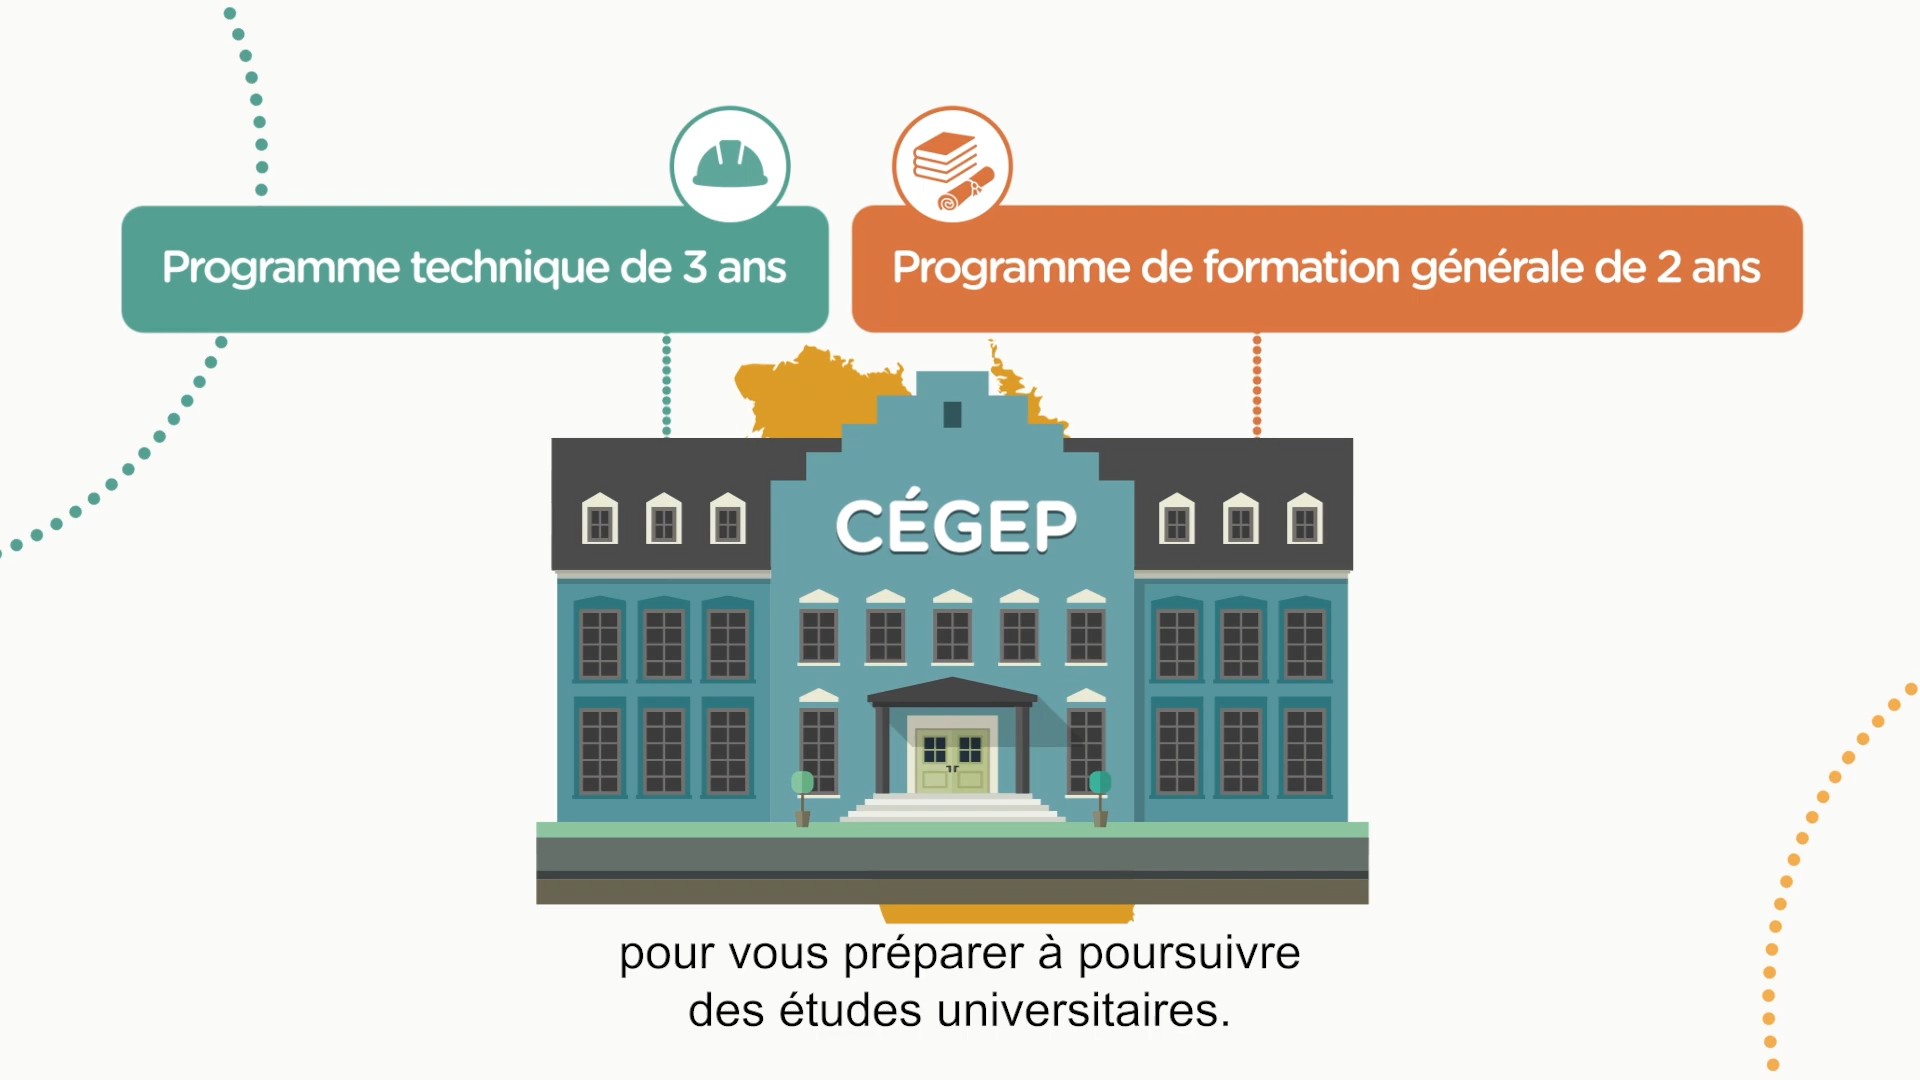 Programme technique de 3 ans
Programme de formation générale de 2 ans
CÉGEP
pour vous préparer à poursuivre
des études universitaires.